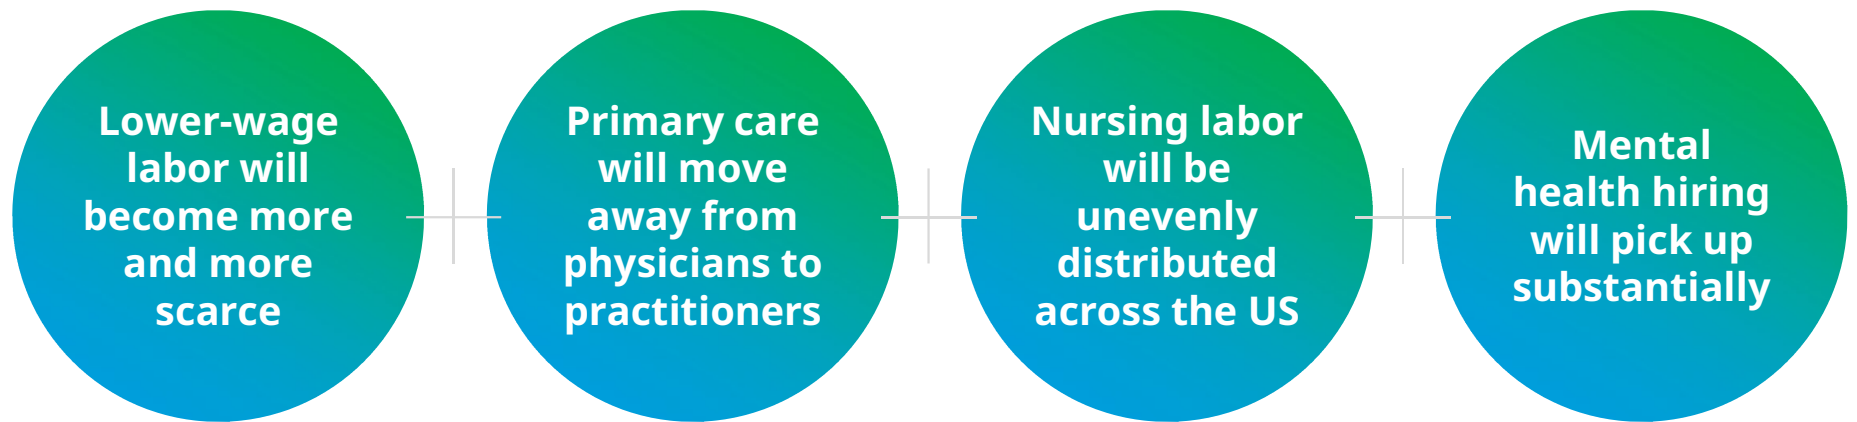 Lower-wage
labor will
become more
and more
scarce
Primary care
will move
away from
physicians to
practitioners
Nursing labor
will be
unevenly
distributed
across the US
Mental
health hiring
will pick up
substantially